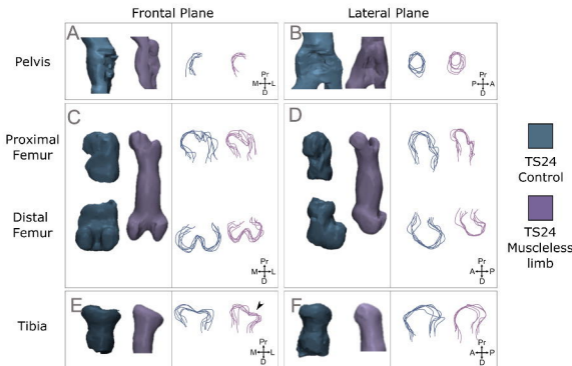 Frontal Plane
Lateral Plane
A
B
Pelvis
Pr
M L
D
Pr
P A
D
C
D
Proximal
Femur
Distal
Femur
Pr
M L
D
Pr
A P
D
TS24
Control
TS24
Muscleless
limb
E
F
Tibia
Pr
M L
D
Pr
A P
D